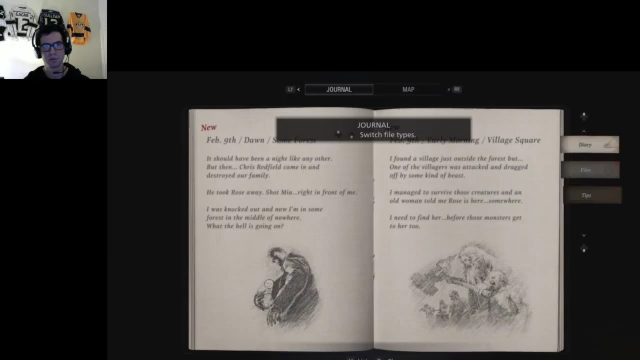 JOURNAL
MAP
JOURNAL
Switch file types.
New
Feb. 9th / Dawn / Some Forest
/ Early Morning / Village Square
It should have been a night like any other.
But then... Chris Redfield came in and
destroyed our family.
He took Rose away. Shot Mia...right in front of me.
I was knocked out and now I'm in some
forest in the middle of nowhere.
What the hell is going on?
I found a village just outside the forest but...
One of the villagers was attacked and dragged
off by some kind of beast.
I managed to survive those creatures and an
old woman told me Rose is here...somewhere.
I need to find her...before those monsters get
to her too.
Diary
Files
Tips